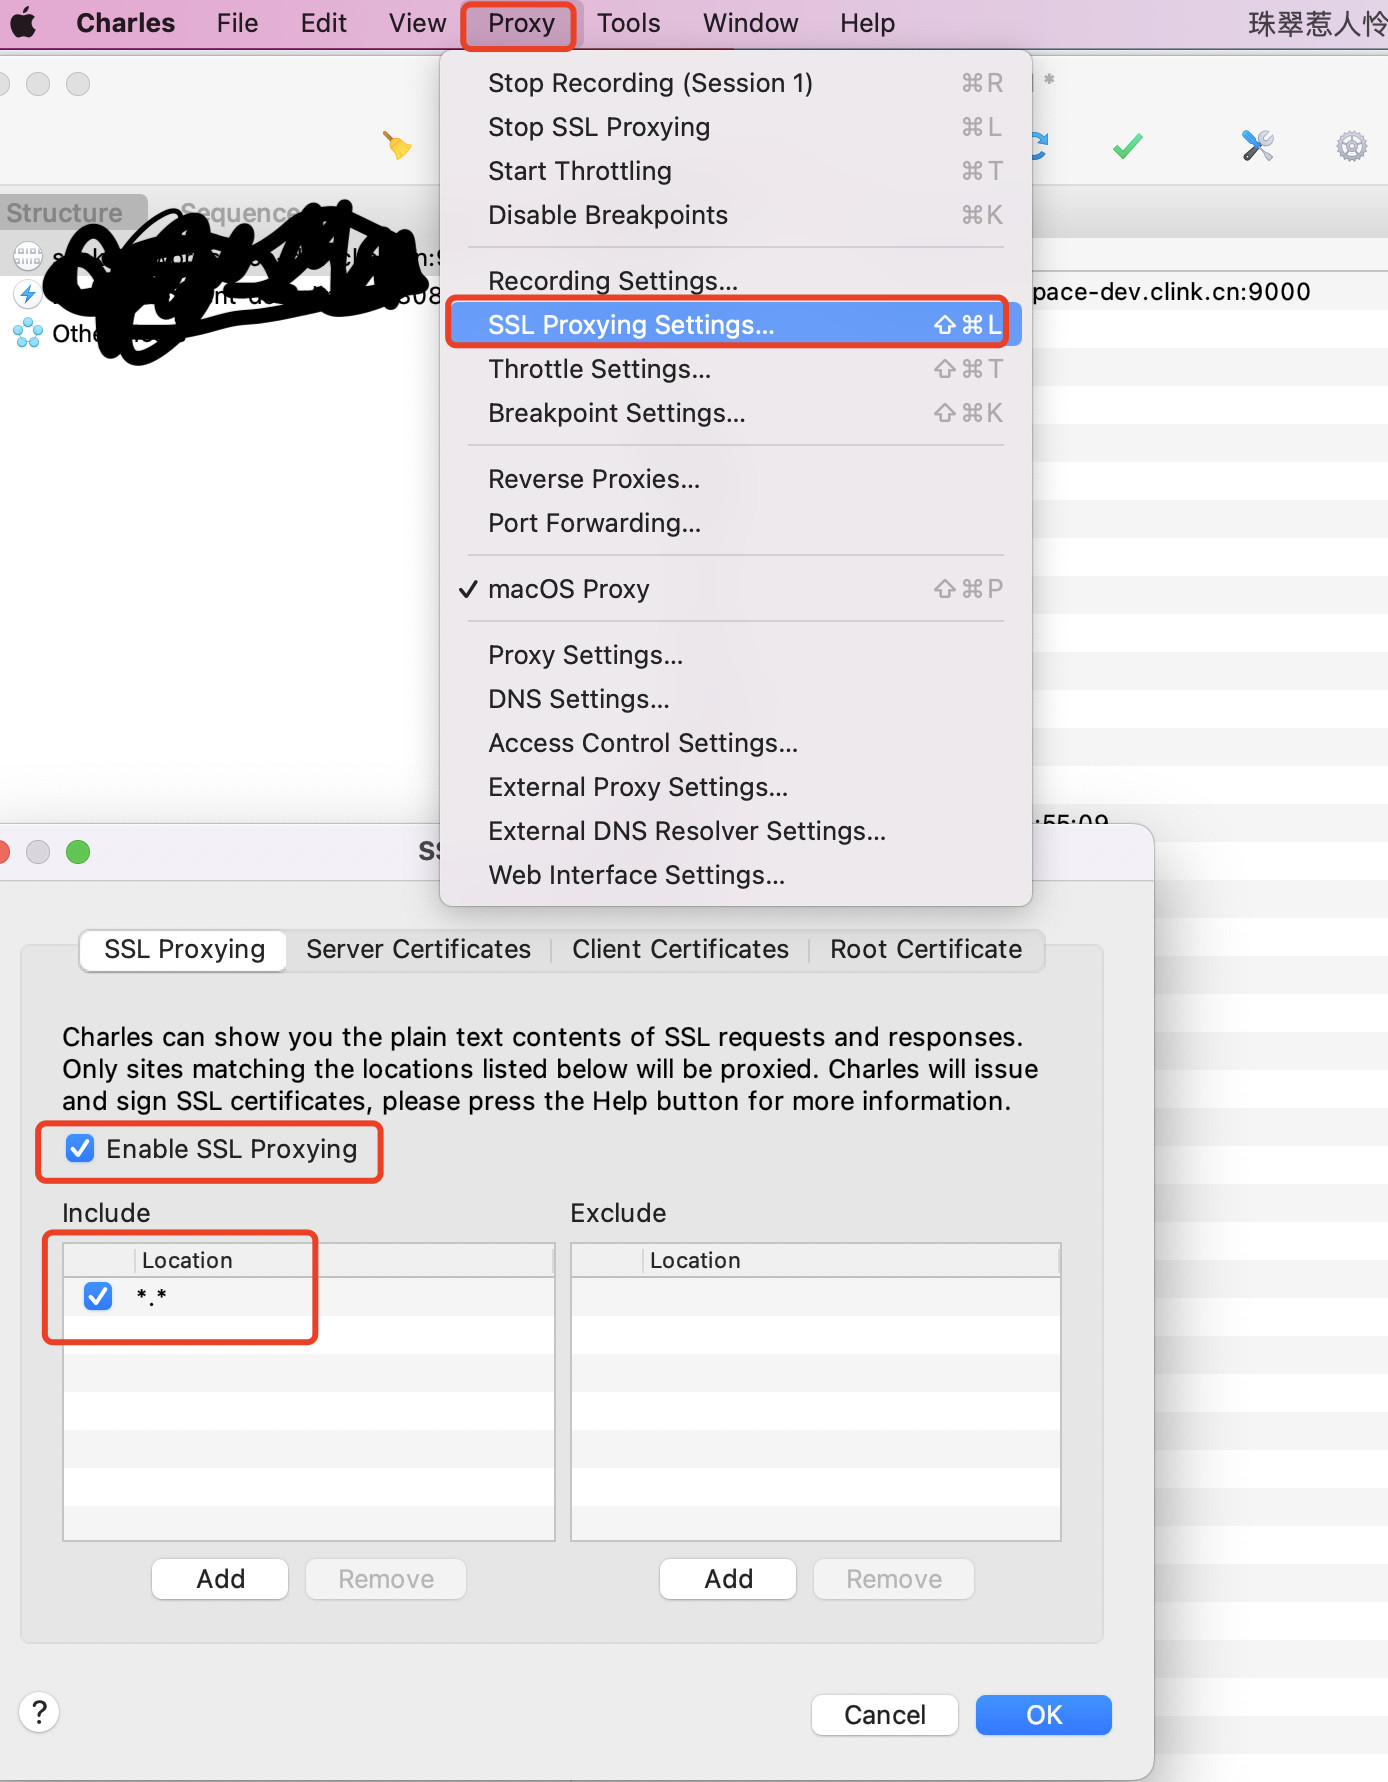 Charles File Edit View Proxy Tools Window Help 珠翠惹人怜
Stop Recording (Session 1) ⌘R
Stop SSL Proxying ⌘L
Start Throttling ⌘T
Disable Breakpoints ⌘K
Structure Sequence
Recording Settings...
pace-dev.clink.cn:9000
SSL Proxying Settings... ⇧⌘L
Throttle Settings... ⇧⌘T
Breakpoint Settings... ⇧⌘K
Reverse Proxies...
Port Forwarding...
✓ macOS Proxy ⇧⌘P
Proxy Settings...
DNS Settings...
Access Control Settings...
External Proxy Settings...
:55:09
External DNS Resolver Settings...
Web Interface Settings...
SSL Proxying Server Certificates Client Certificates Root Certificate
Charles can show you the plain text contents of SSL requests and responses.
Only sites matching the locations listed below will be proxied. Charles will issue
and sign SSL certificates, please press the Help button for more information.
Enable SSL Proxying
Include Exclude
Location Location
*.*
Add Remove Add Remove
? Cancel OK